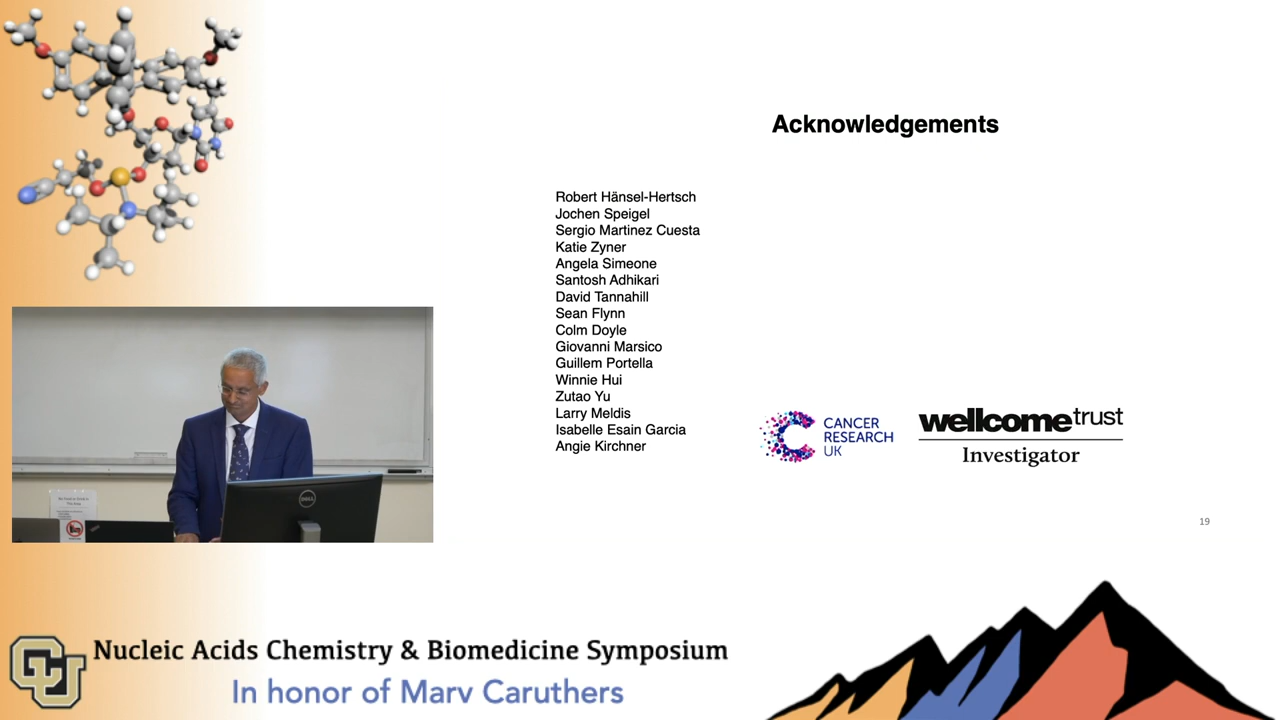 Acknowledgements
Robert Hänsel-Hertsch
Jochen Speigel
Sergio Martinez Cuesta
Katie Zyner
Angela Simeone
Santosh Adhikari
David Tannahill
Sean Flynn
Colm Doyle
Giovanni Marsico
Guillem Portella
Winnie Hui
Zutao Yu
Larry Meldis
Isabelle Esain Garcia
Angie Kirchner
CANCER
RESEARCH
UK
wellcometrust
Investigator
19
DELL
CU
Nucleic Acids Chemistry & Biomedicine Symposium
In honor of Marv Caruthers